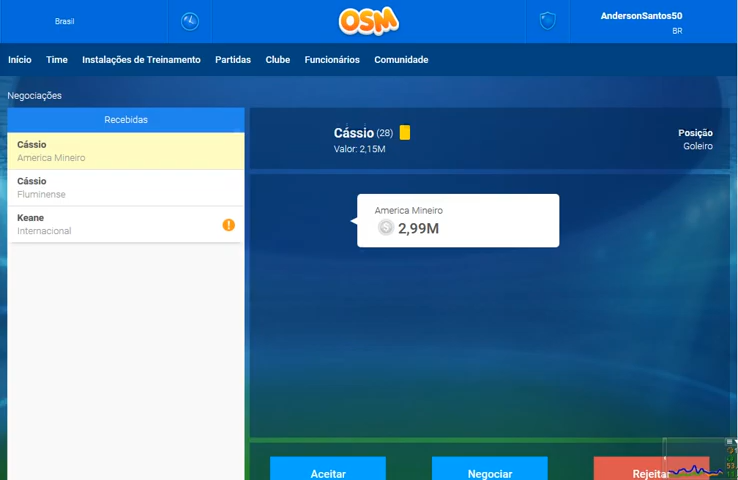 Brasil
OSM
AndersonSantos50
BR
Início Time Instalações de Treinamento Partidas Clube Funcionários Comunidade
Negociações
Recebidas
Cássio
America Mineiro
Cássio
Fluminense
Keane
Internacional
Cássio (28)
Valor: 2,15M
Posição
Goleiro
America Mineiro
2,99M
Aceitar
Negociar
Rejeitar